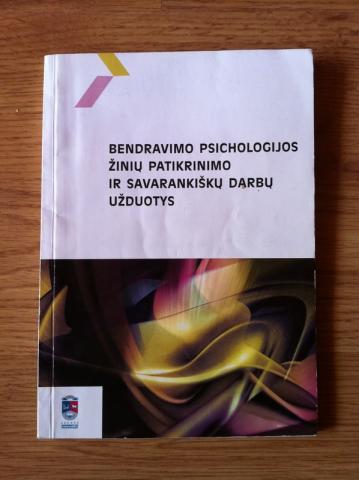 BENDRAVIMO PSICHOLOGIJOS
ŽINIŲ PATIKRINIMO
IR SAVARANKIŠKŲ DARBŲ
UŽDUOTYS